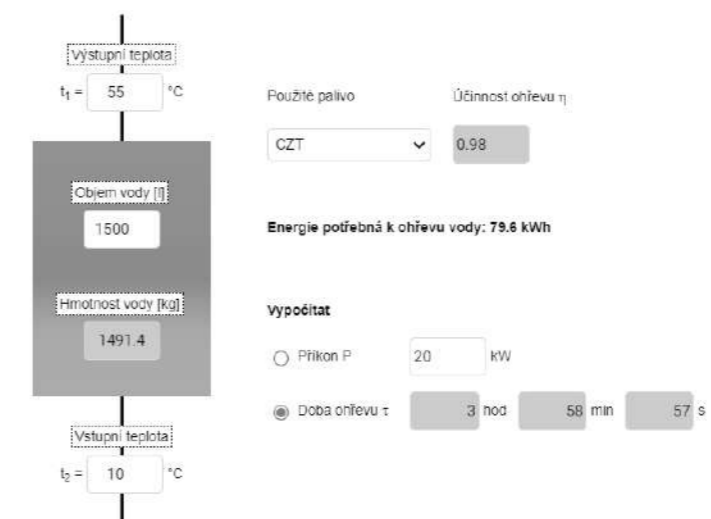 Výstupní teplota
t₁ = 55 °C
Objem vody [l]
1500
Hmotnost vody [kg]
1491.4
Vstupní teplota
t₂ = 10 °C
Použité palivo Účinnost ohřevu η
CZT 0.98
Energie potřebná k ohřevu vody: 79.6 kWh
Vypočítat
Příkon P 20 kW
Doba ohřevu τ 3 hod 58 min 57 s